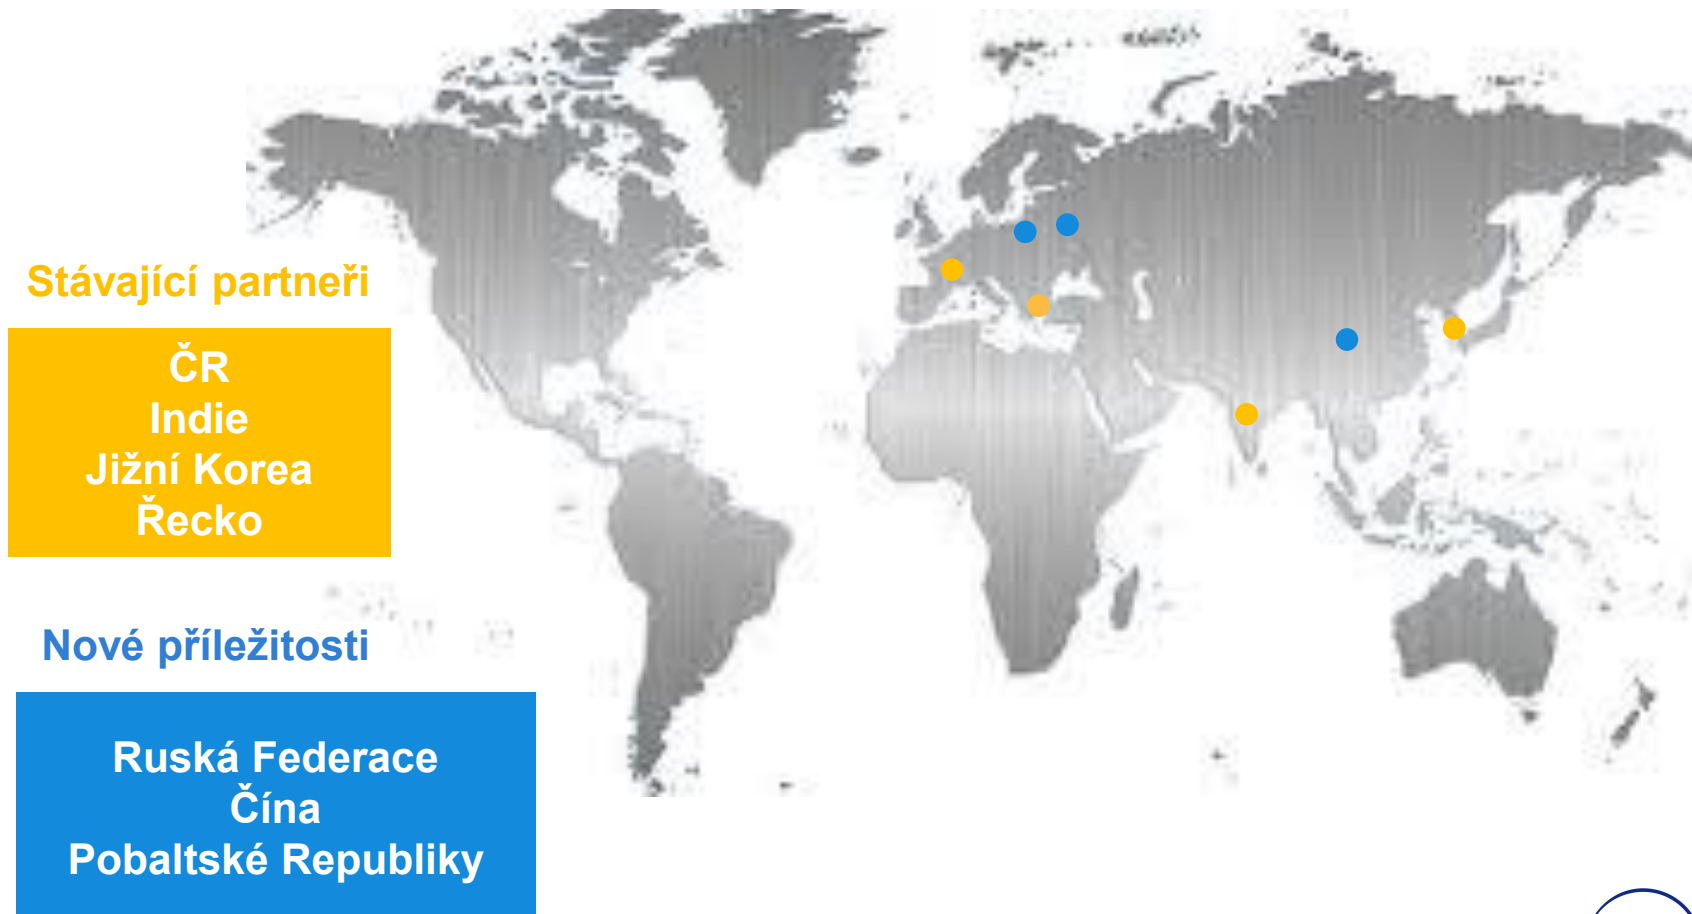 Stávající partneři
ČR
Indie
Jižní Korea
Řecko
Nové příležitosti
Ruská Federace
Čína
Pobaltské Republiky